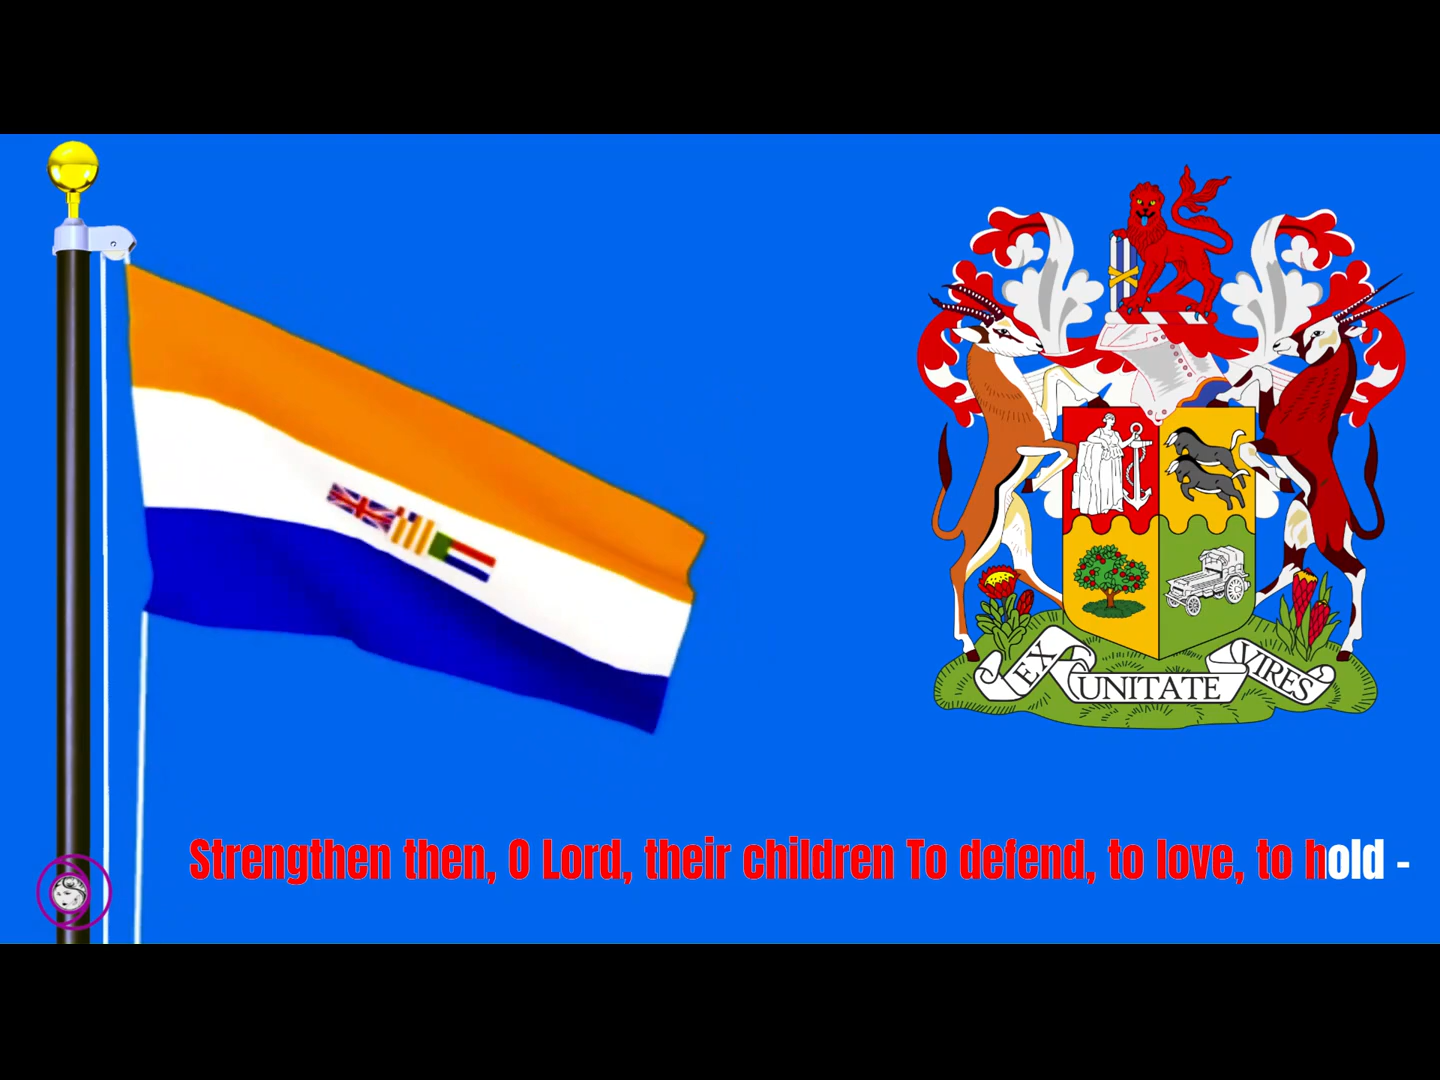 EX UNITATE VIRES
Strengthen then, O Lord, their children To defend, to love, to hold -